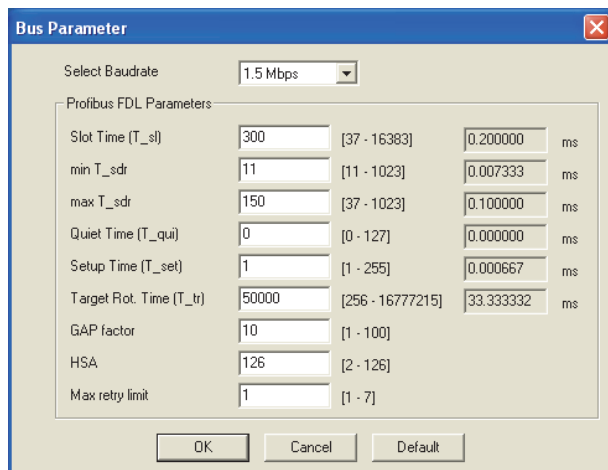 Bus Parameter
Select Baudrate 1.5 Mbps
Profibus FDL Parameters
Slot Time (T_sl) 300 [37 - 16383] 0.200000 ms
min T_sdr 11 [11 - 1023] 0.007333 ms
max T_sdr 150 [37 - 1023] 0.100000 ms
Quiet Time (T_qui) 0 [0 - 127] 0.000000 ms
Setup Time (T_set) 1 [1 - 255] 0.000667 ms
Target Rot. Time (T_tr) 50000 [256 - 16777215] 33.333332 ms
GAP factor 10 [1 - 100]
HSA 126 [2 - 126]
Max retry limit 1 [1 - 7]
OK Cancel Default